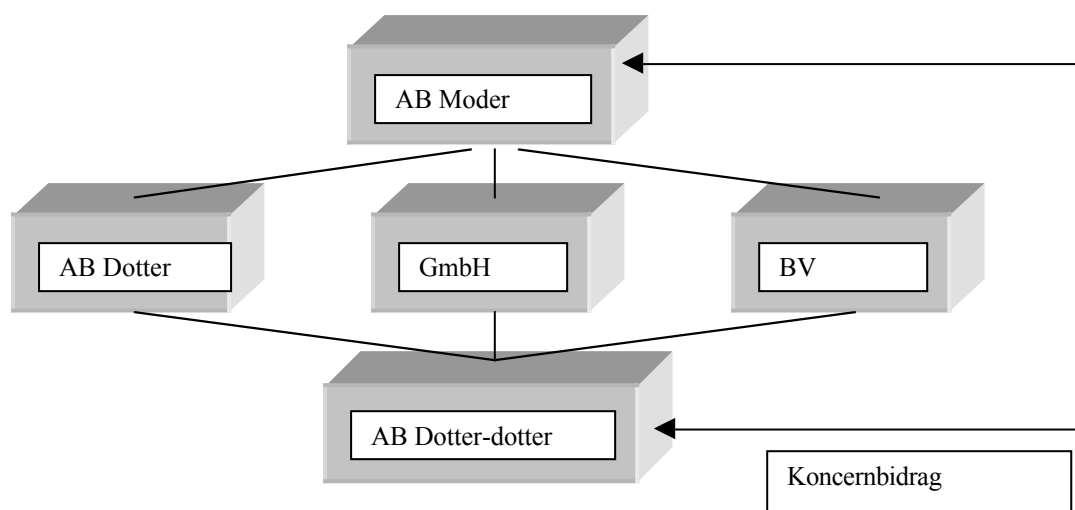 AB Moder
AB Dotter
GmbH
BV
AB Dotter-dotter
Koncernbidrag